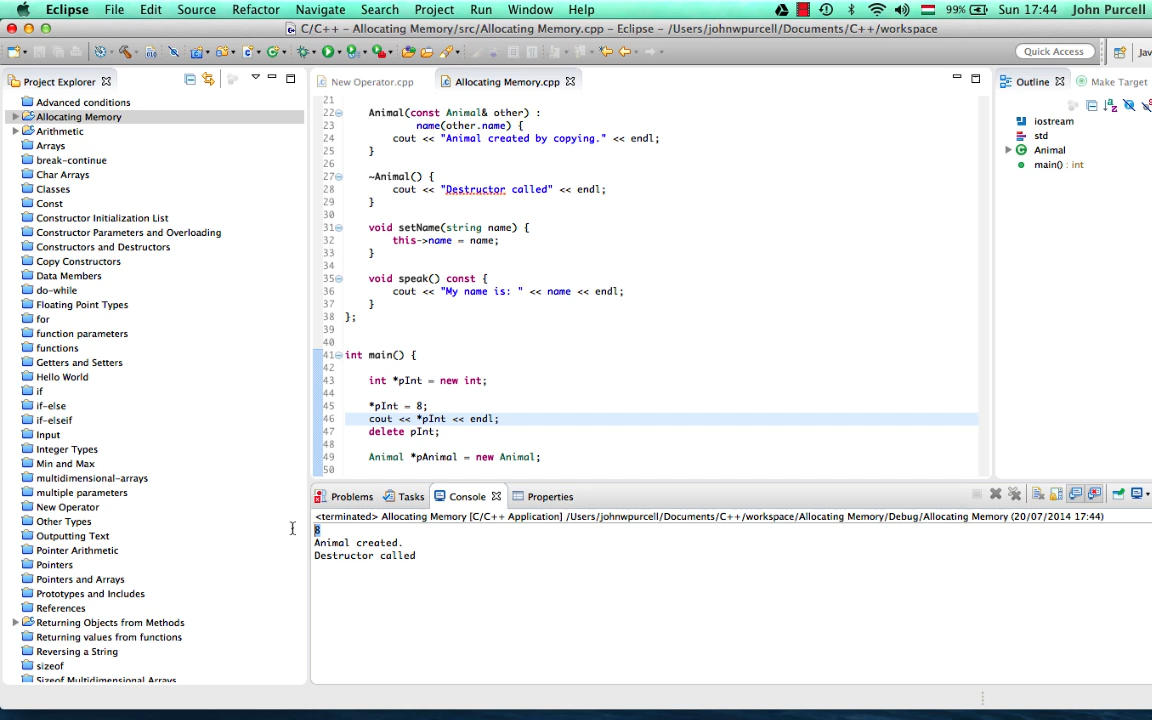 Eclipse File Edit Source Refactor Navigate Search Project Run Window Help 99% Sun 17:44 John Purcell
C/C++ – Allocating Memory/src/Allocating Memory.cpp – Eclipse – /Users/johnwpurcell/Documents/C++/workspace
Quick Access Jav
Project Explorer
Advanced conditions
Allocating Memory
Arithmetic
Arrays
break-continue
Char Arrays
Classes
Const
Constructor Initialization List
Constructor Parameters and Overloading
Constructors and Destructors
Copy Constructors
Data Members
do-while
Floating Point Types
for
function parameters
functions
Getters and Setters
Hello World
if
if-else
if-elseif
Input
Integer Types
Min and Max
multidimensional-arrays
multiple parameters
New Operator
Other Types
Outputting Text
Pointer Arithmetic
Pointers
Pointers and Arrays
Prototypes and Includes
References
Returning Objects from Methods
Returning values from functions
Reversing a String
sizeof
Sizeof Multidimensional Arrays
New Operator.cpp Allocating Memory.cpp
21
22 Animal(const Animal& other) :
23 name(other.name) {
24 cout << "Animal created by copying." << endl;
25 }
26
27 ~Animal() {
28 cout << "Destructor called" << endl;
29 }
30
31 void setName(string name) {
32 this->name = name;
33 }
34
35 void speak() const {
36 cout << "My name is: " << name << endl;
37 }
38 };
39
40
41 int main() {
42
43 int *pInt = new int;
44
45 *pInt = 8;
46 cout << *pInt << endl;
47 delete pInt;
48
49 Animal *pAnimal = new Animal;
50
Problems Tasks Console Properties
<terminated> Allocating Memory [C/C++ Application] /Users/johnwpurcell/Documents/C++/workspace/Allocating Memory/Debug/Allocating Memory (20/07/2014 17:44)
8
Animal created.
Destructor called
Outline Make Target
iostream
std
Animal
main() : int